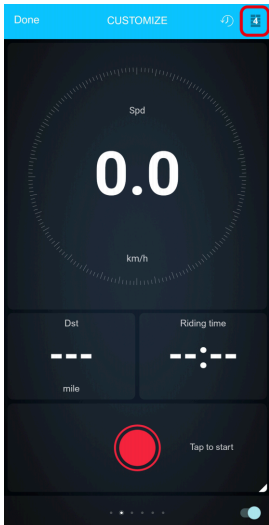 Done CUSTOMIZE 4
Spd
0.0
km/h
Dst Riding time
--- --:--
mile
Tap to start